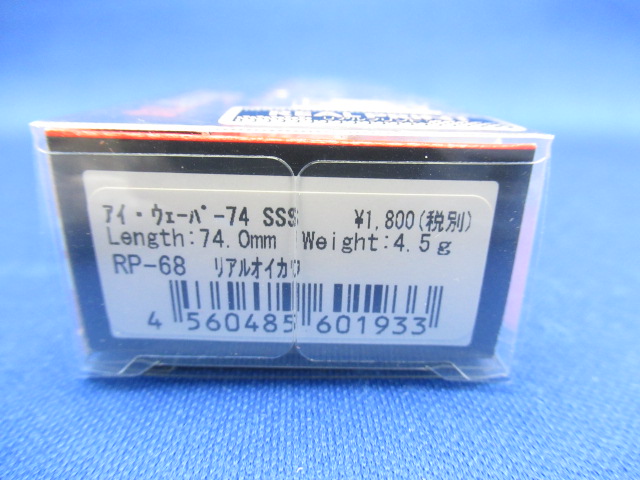 アイ・ウェーバー74 SSS ¥1,800(税別)
Length:74.0mm Weight:4.5g
RP-68 リアルオイカワ
4 560485 601933